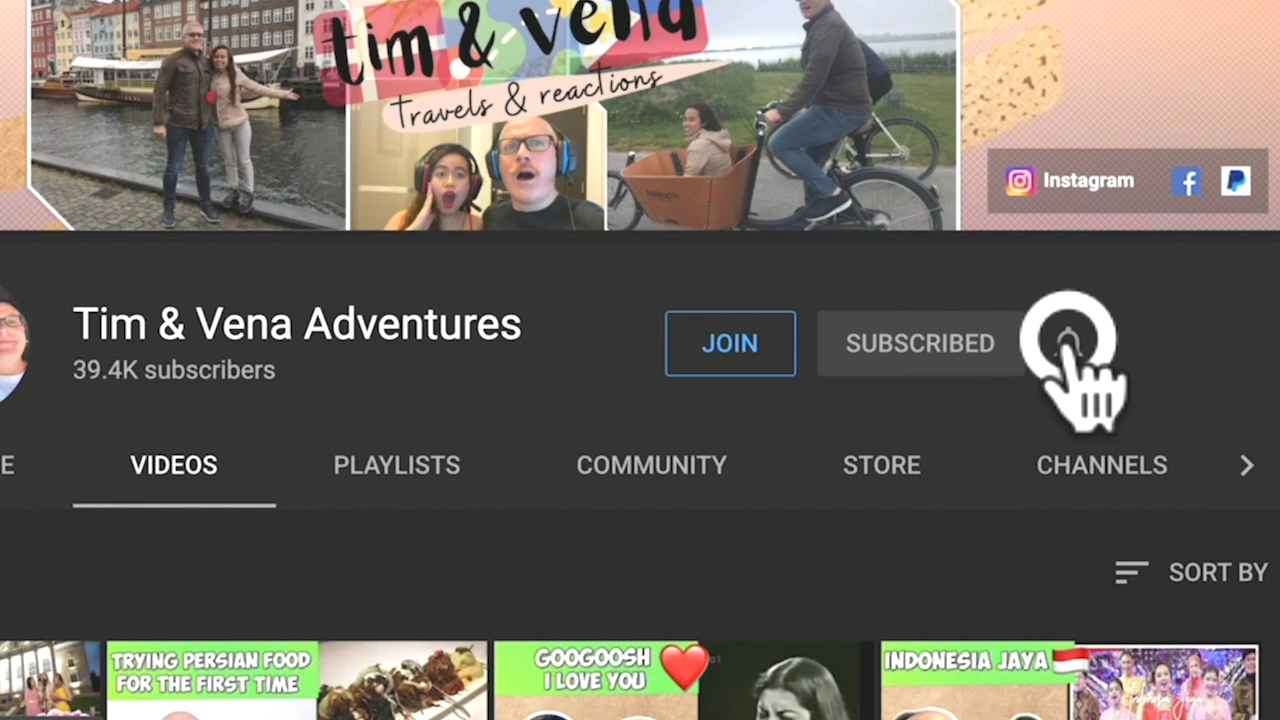 tim & vena
Travels & reactions
Instagram
Tim & Vena Adventures
39.4K subscribers
JOIN
SUBSCRIBED
E
VIDEOS
PLAYLISTS
COMMUNITY
STORE
CHANNELS
SORT BY
TRYING PERSIAN FOOD
FOR THE FIRST TIME
GOOGOOSH
I LOVE YOU
INDONESIA JAYA